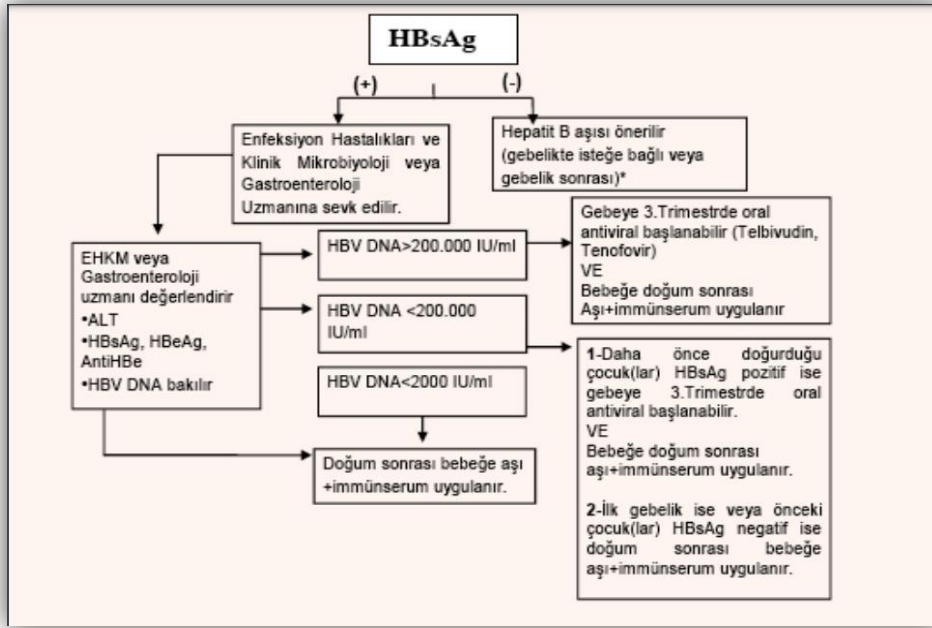 HBsAg
(+)
(-)
Enfeksiyon Hastalıkları ve
Klinik Mikrobiyoloji veya
Gastroenteroloji
Uzmanına sevk edilir.
Hepatit B aşısı önerilir
(gebelikte isteğe bağlı veya
gebelik sonrası)*
EHKM veya
Gastroenteroloji
uzmanı değerlendirir
•ALT
•HBsAg, HBeAg,
AntiHBe
•HBV DNA bakılır
HBV DNA>200.000 IU/ml
Gebeye 3.Trimestrde oral
antiviral başlanabilir (Telbivudin,
Tenofovir)
VE
Bebeğe doğum sonrası
Aşı+immünserum uygulanır
HBV DNA <200.000
IU/ml
1-Daha önce doğurduğu
çocuk(lar) HBsAg pozitif ise
gebeye 3.Trimestrde oral
antiviral başlanabilir.
VE
Bebeğe doğum sonrası
aşı+immünserum uygulanır.
2-İlk gebelik ise veya önceki
çocuk(lar) HBsAg negatif ise
doğum sonrası bebeğe
aşı+immünserum uygulanır.
HBV DNA<2000 IU/ml
Doğum sonrası bebeğe aşı
+immünserum uygulanır.